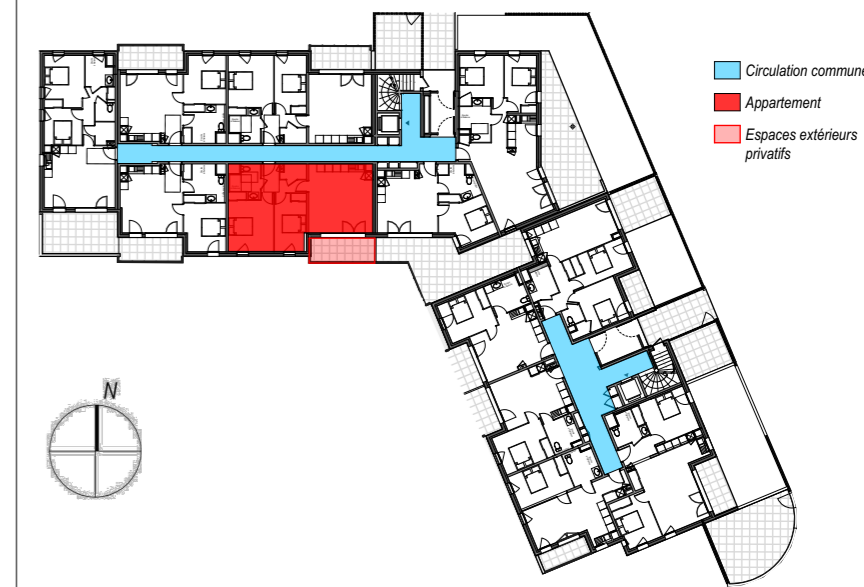 Circulation commune
Appartement
Espaces extérieurs
privatifs
N